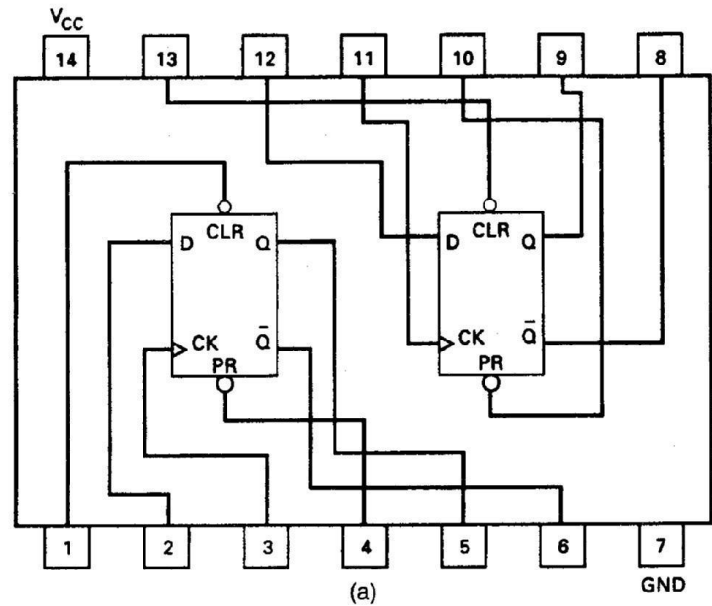 V_CC
14 13 12 11 10 9 8
CLR CLR
D Q D Q
CK Q̅ CK Q̅
PR PR
1 2 3 4 5 6 7
(a) GND